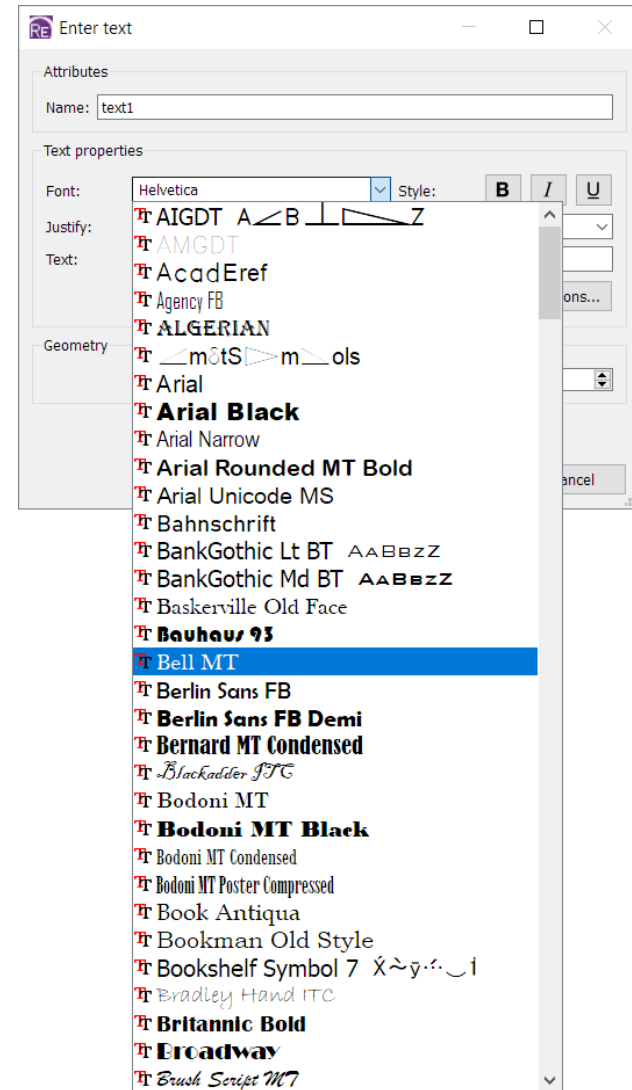 RE Enter text
Attributes
Name: text1
Text properties
Font: Helvetica Style: B I U
Justify:
Text:
ons...
Geometry
ancel
AIGDT A B Z
AMGDT
AcadEref
Agency FB
ALGERIAN
mδtS m ols
Arial
Arial Black
Arial Narrow
Arial Rounded MT Bold
Arial Unicode MS
Bahnschrift
BankGothic Lt BT AABBZZ
BankGothic Md BT AABBZZ
Baskerville Old Face
Bauhaus 93
Bell MT
Berlin Sans FB
Berlin Sans FB Demi
Bernard MT Condensed
Blackadder ITC
Bodoni MT
Bodoni MT Black
Bodoni MT Condensed
Bodoni MT Poster Compressed
Book Antiqua
Bookman Old Style
Bookshelf Symbol 7
Bradley Hand ITC
Britannic Bold
Broadway
Brush Script MT